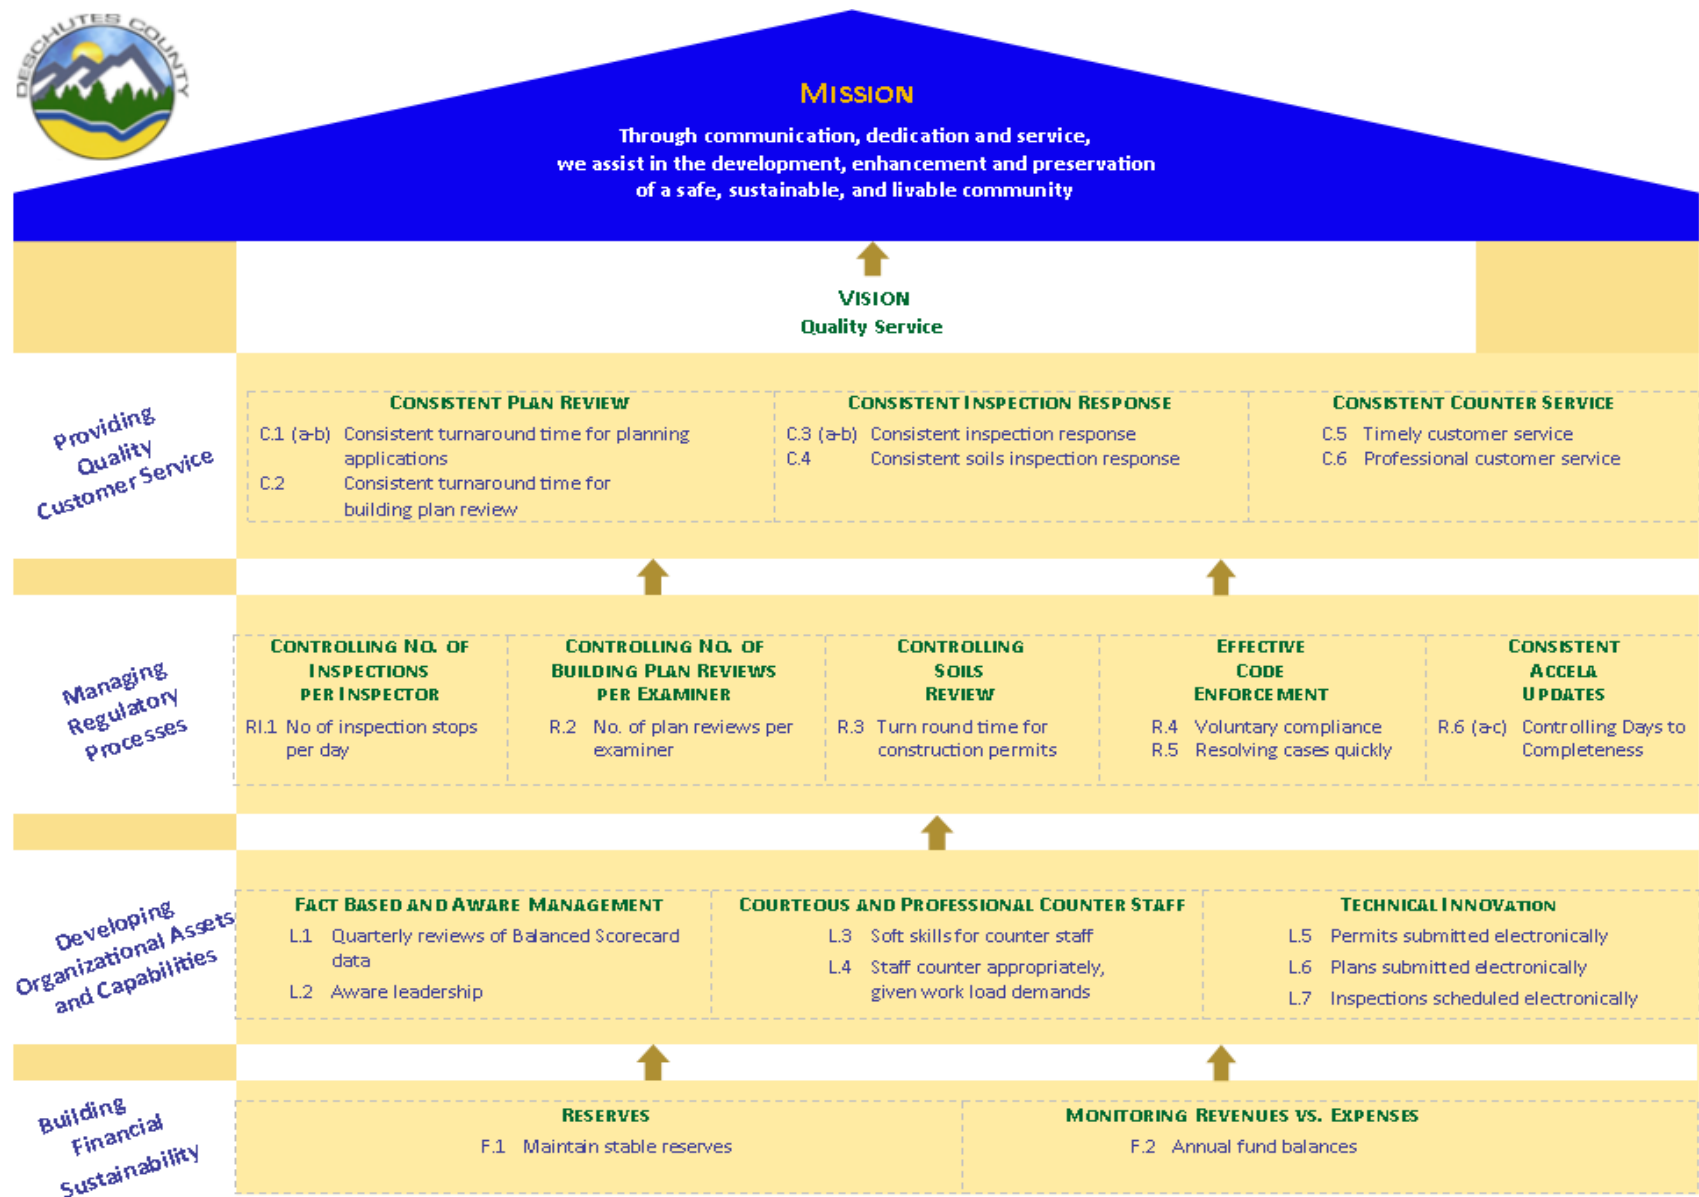 DESCHUTES COUNTY
MISSION
Through communication, dedication and service,
we assist in the development, enhancement and preservation
of a safe, sustainable, and livable community
VISION
Quality Service
Providing
Quality
Customer Service
CONSISTENT PLAN REVIEW
C.1 (a-b) Consistent turnaround time for planning
applications
C.2 Consistent turnaround time for
building plan review
CONSISTENT INSPECTION RESPONSE
C.3 (a-b) Consistent inspection response
C.4 Consistent soils inspection response
CONSISTENT COUNTER SERVICE
C.5 Timely customer service
C.6 Professional customer service
Managing
Regulatory
Processes
CONTROLLING NO. OF
INSPECTIONS
PER INSPECTOR
RI.1 No of inspection stops
per day
CONTROLLING NO. OF
BUILDING PLAN REVIEWS
PER EXAMINER
R.2 No. of plan reviews per
examiner
CONTROLLING
SOILS
REVIEW
R.3 Turn round time for
construction permits
EFFECTIVE
CODE
ENFORCEMENT
R.4 Voluntary compliance
R.5 Resolving cases quickly
CONSISTENT
ACCELA
UPDATES
R.6 (a-c) Controlling Days to
Completeness
Developing
Organizational Assets
and Capabilities
FACT BASED AND AWARE MANAGEMENT
L.1 Quarterly reviews of Balanced Scorecard
data
L.2 Aware leadership
COURTEOUS AND PROFESSIONAL COUNTER STAFF
L.3 Soft skills for counter staff
L.4 Staff counter appropriately,
given work load demands
TECHNICAL INNOVATION
L.5 Permits submitted electronically
L.6 Plans submitted electronically
L.7 Inspections scheduled electronically
Building
Financial
Sustainability
RESERVES
F.1 Maintain stable reserves
MONITORING REVENUES VS. EXPENSES
F.2 Annual fund balances